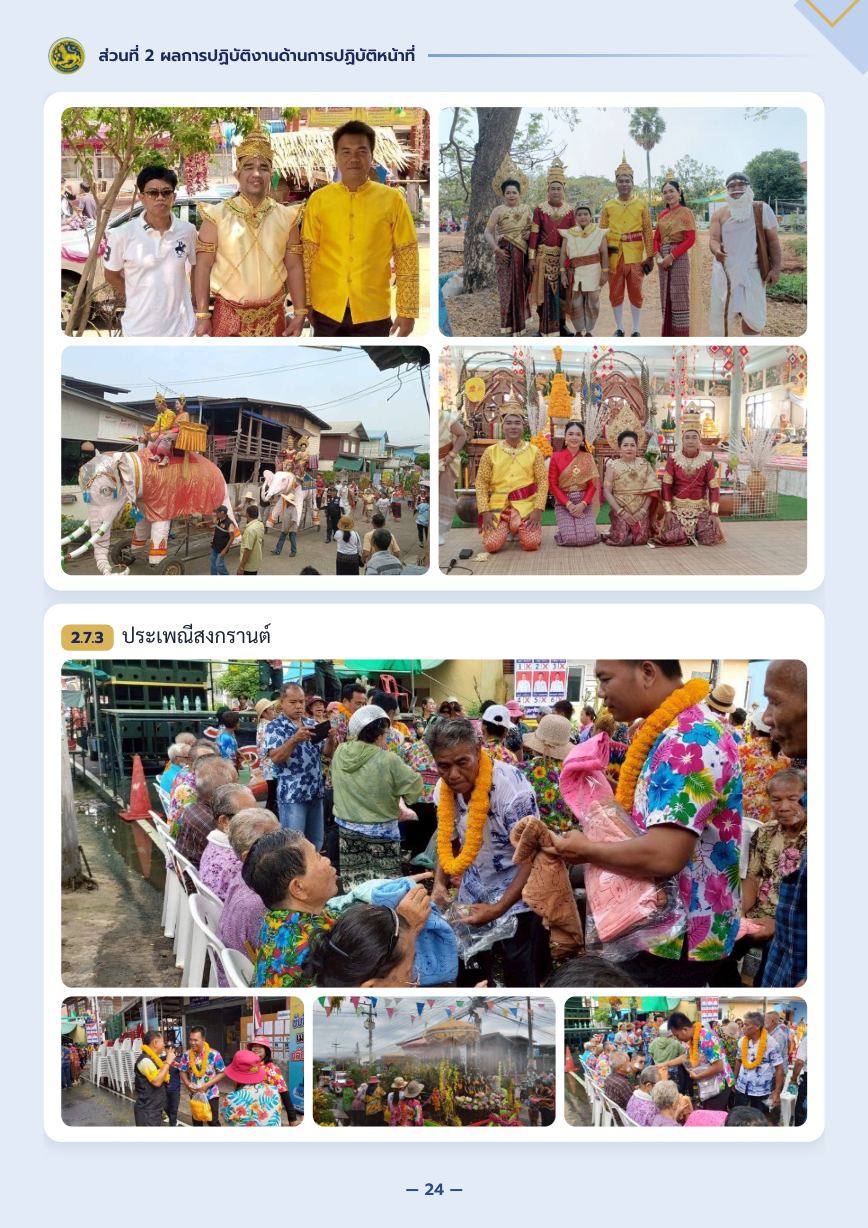 ส่วนที่ 2 ผลการปฏิบัติงานด้านการปฏิบัติหน้าที่
2.7.3 ประเพณีสงกรานต์
— 24 —